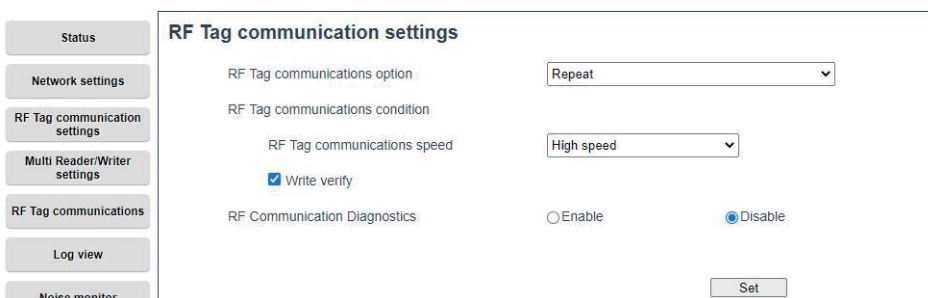 Status
Network settings
RF Tag communication
settings
Multi Reader/Writer
settings
RF Tag communications
Log view
Noise monitor
RF Tag communication settings
RF Tag communications option
Repeat
RF Tag communications condition
RF Tag communications speed
High speed
Write verify
RF Communication Diagnostics
Enable
Disable
Set